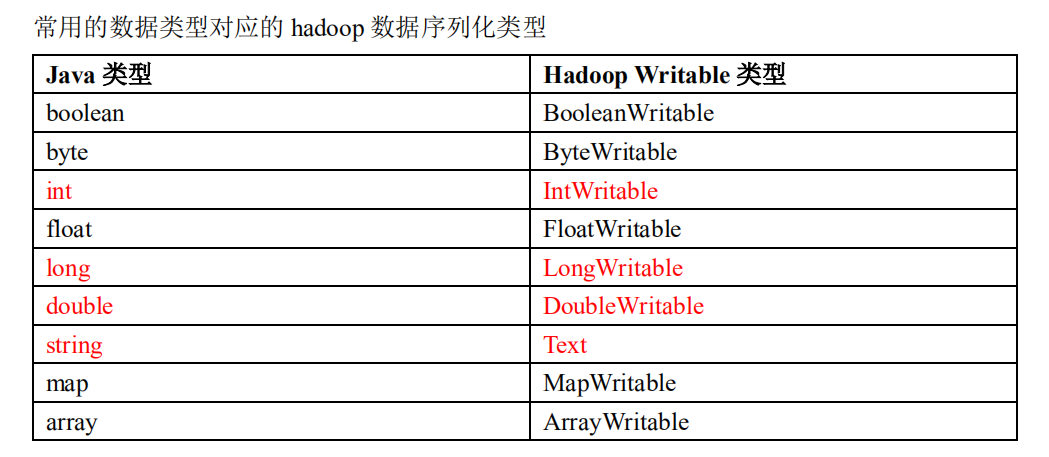 常用的数据类型对应的 hadoop 数据序列化类型
Java 类型 Hadoop Writable 类型
boolean BooleanWritable
byte ByteWritable
int IntWritable
float FloatWritable
long LongWritable
double DoubleWritable
string Text
map MapWritable
array ArrayWritable